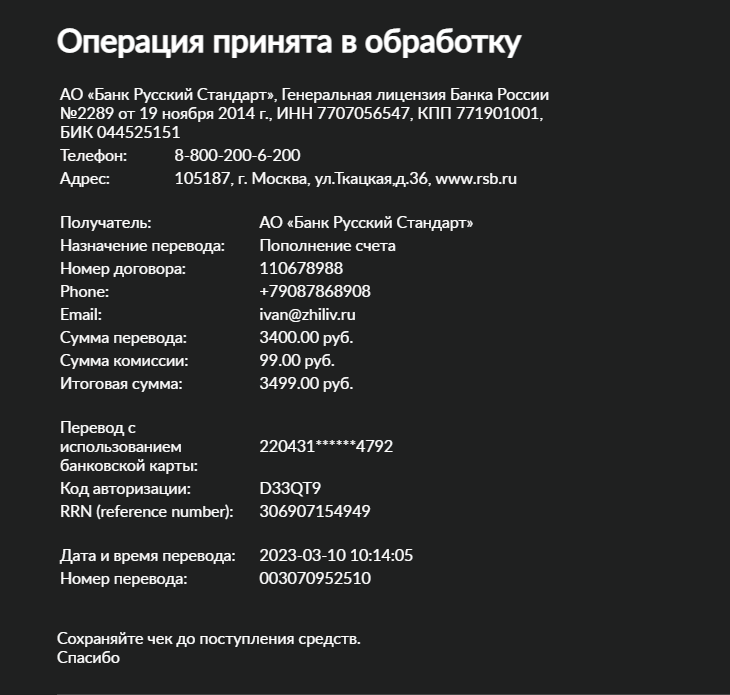 Операция принята в обработку
АО «Банк Русский Стандарт», Генеральная лицензия Банка России
№2289 от 19 ноября 2014 г., ИНН 7707056547, КПП 771901001,
БИК 044525151
Телефон: 8-800-200-6-200
Адрес: 105187, г. Москва, ул.Ткацкая,д.36, www.rsb.ru
Получатель: АО «Банк Русский Стандарт»
Назначение перевода: Пополнение счета
Номер договора: 110678988
Phone: +79087868908
Email: ivan@zhiliv.ru
Сумма перевода: 3400.00 руб.
Сумма комиссии: 99.00 руб.
Итоговая сумма: 3499.00 руб.
Перевод с
использованием 220431******4792
банковской карты:
Код авторизации: D33QT9
RRN (reference number): 306907154949
Дата и время перевода: 2023-03-10 10:14:05
Номер перевода: 003070952510
Сохраняйте чек до поступления средств.
Спасибо